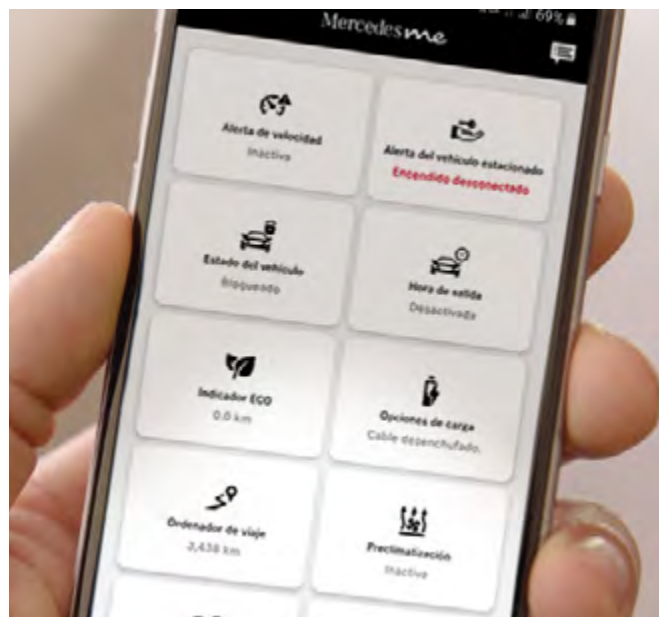 69%
Mercedes me
Alerta de velocidad
Inactiva
Alerta del vehículo estacionado
Encendido desconectado
Estado del vehículo
Bloqueado
Hora de salida
Desactivada
Indicador ECO
0.0 km
Opciones de carga
Cable desenchufado.
Ordenador de viaje
3,438 km
Preclimatización
Inactiva